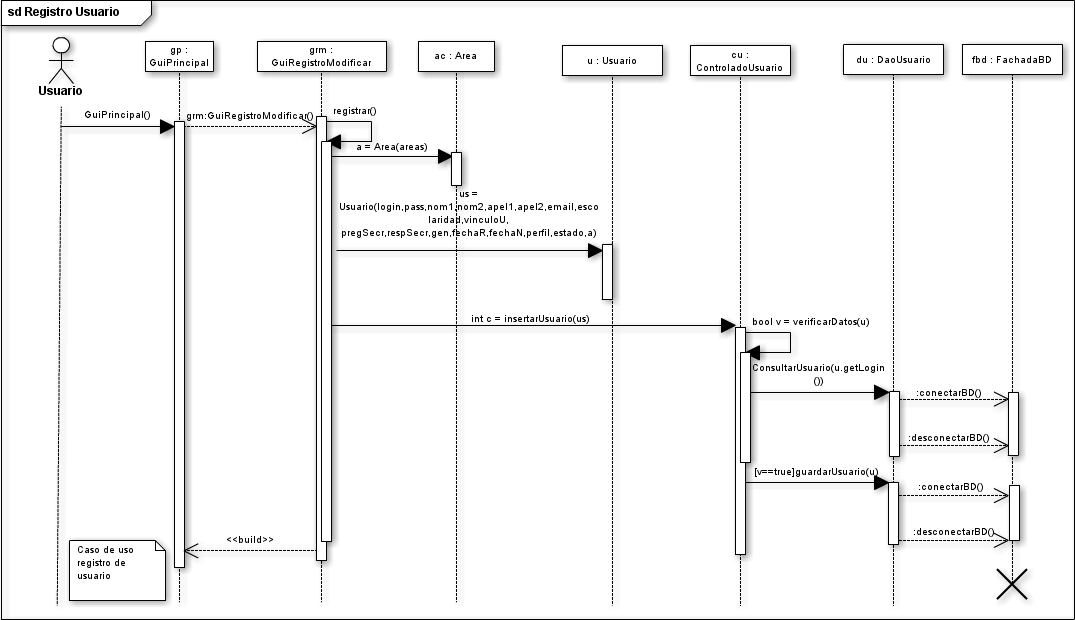 sd Registro Usuario
Usuario
gp :
GuiPrincipal
grm :
GuiRegistroModificar
ac : Area
u : Usuario
cu :
ControladoUsuario
du : DaoUsuario
fbd : FachadaBD
GuiPrincipal()
grm:GuiRegistroModificar()
registrar()
a = Area(areas)
us =
Usuario(login,pass,nom1,nom2,apel1,apel2,email,esco
laridad,vinculoU,
pregSecr,respSecr,gen,fechaR,fechaN,perfil,estado,a)
int c = insertarUsuario(us)
bool v = verificarDatos(u)
ConsultarUsuario(u.getLogin
())
:conectarBD()
:desconectarBD()
[v==true]guardarUsuario(u)
:conectarBD()
:desconectarBD()
<<build>>
Caso de uso
registro de
usuario